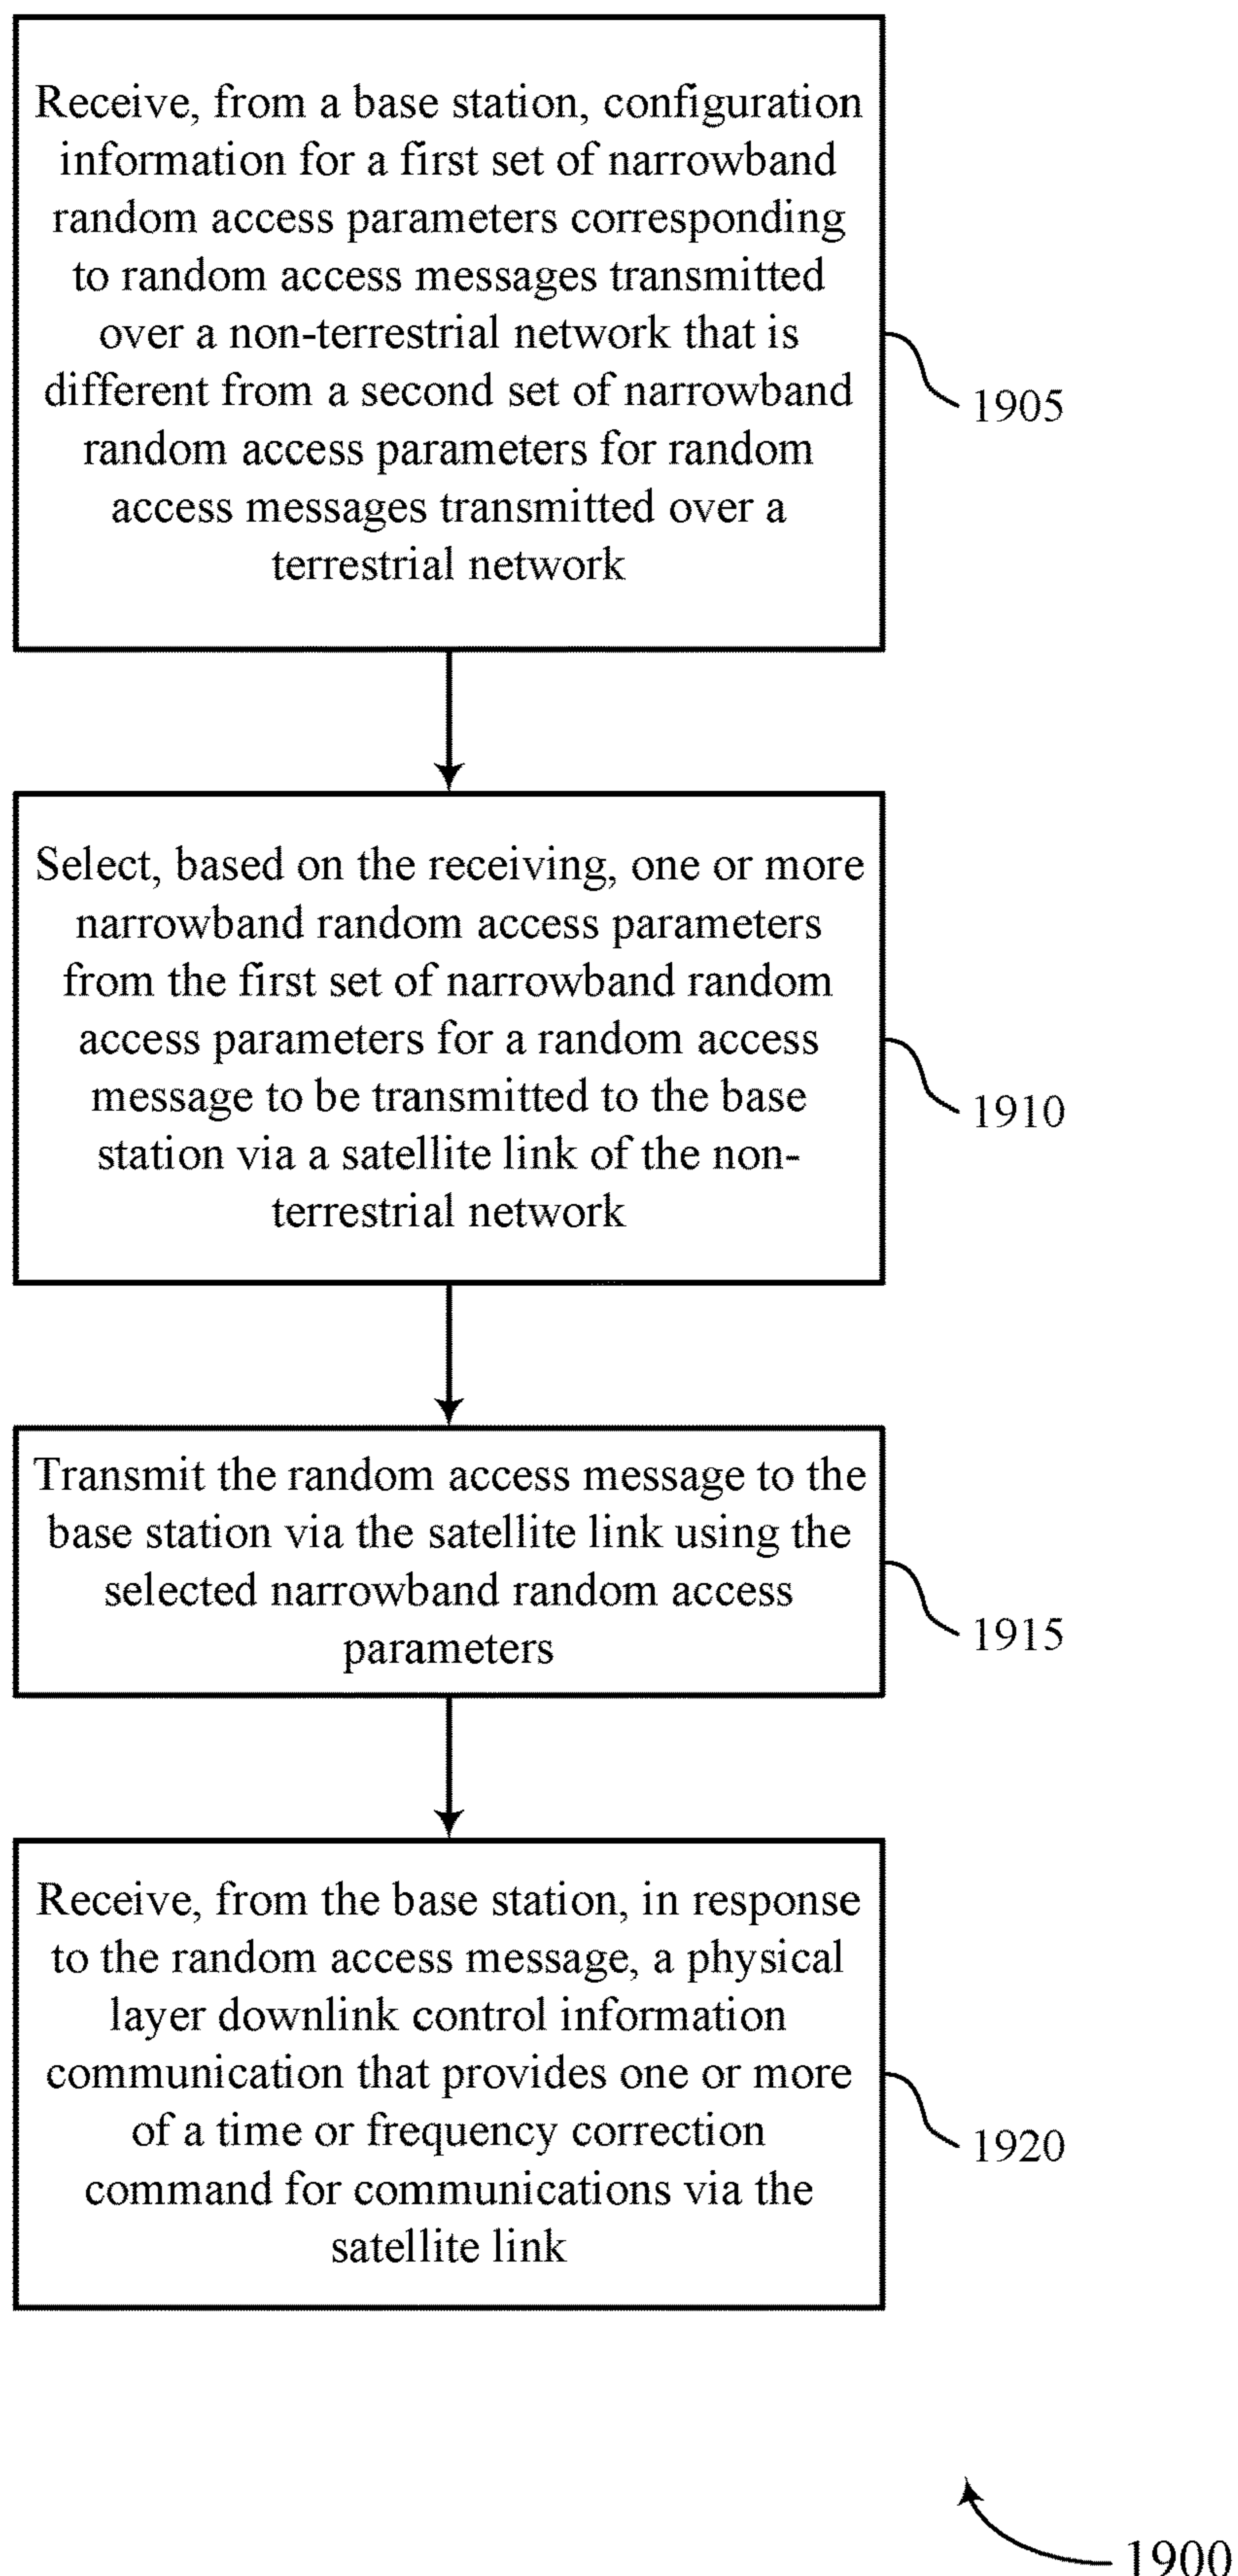 Receive, from a base station, configuration
information for a first set of narrowband
random access parameters corresponding
to random access messages transmitted
over a non-terrestrial network that is
different from a second set of narrowband
random access parameters for random
access messages transmitted over a
terrestrial network
1905
Select, based on the receiving, one or more
narrowband random access parameters
from the first set of narrowband random
access parameters for a random access
message to be transmitted to the base
station via a satellite link of the non-
terrestrial network
1910
Transmit the random access message to the
base station via the satellite link using the
selected narrowband random access
parameters
1915
Receive, from the base station, in response
to the random access message, a physical
layer downlink control information
communication that provides one or more
of a time or frequency correction
command for communications via the
satellite link
1920
1900